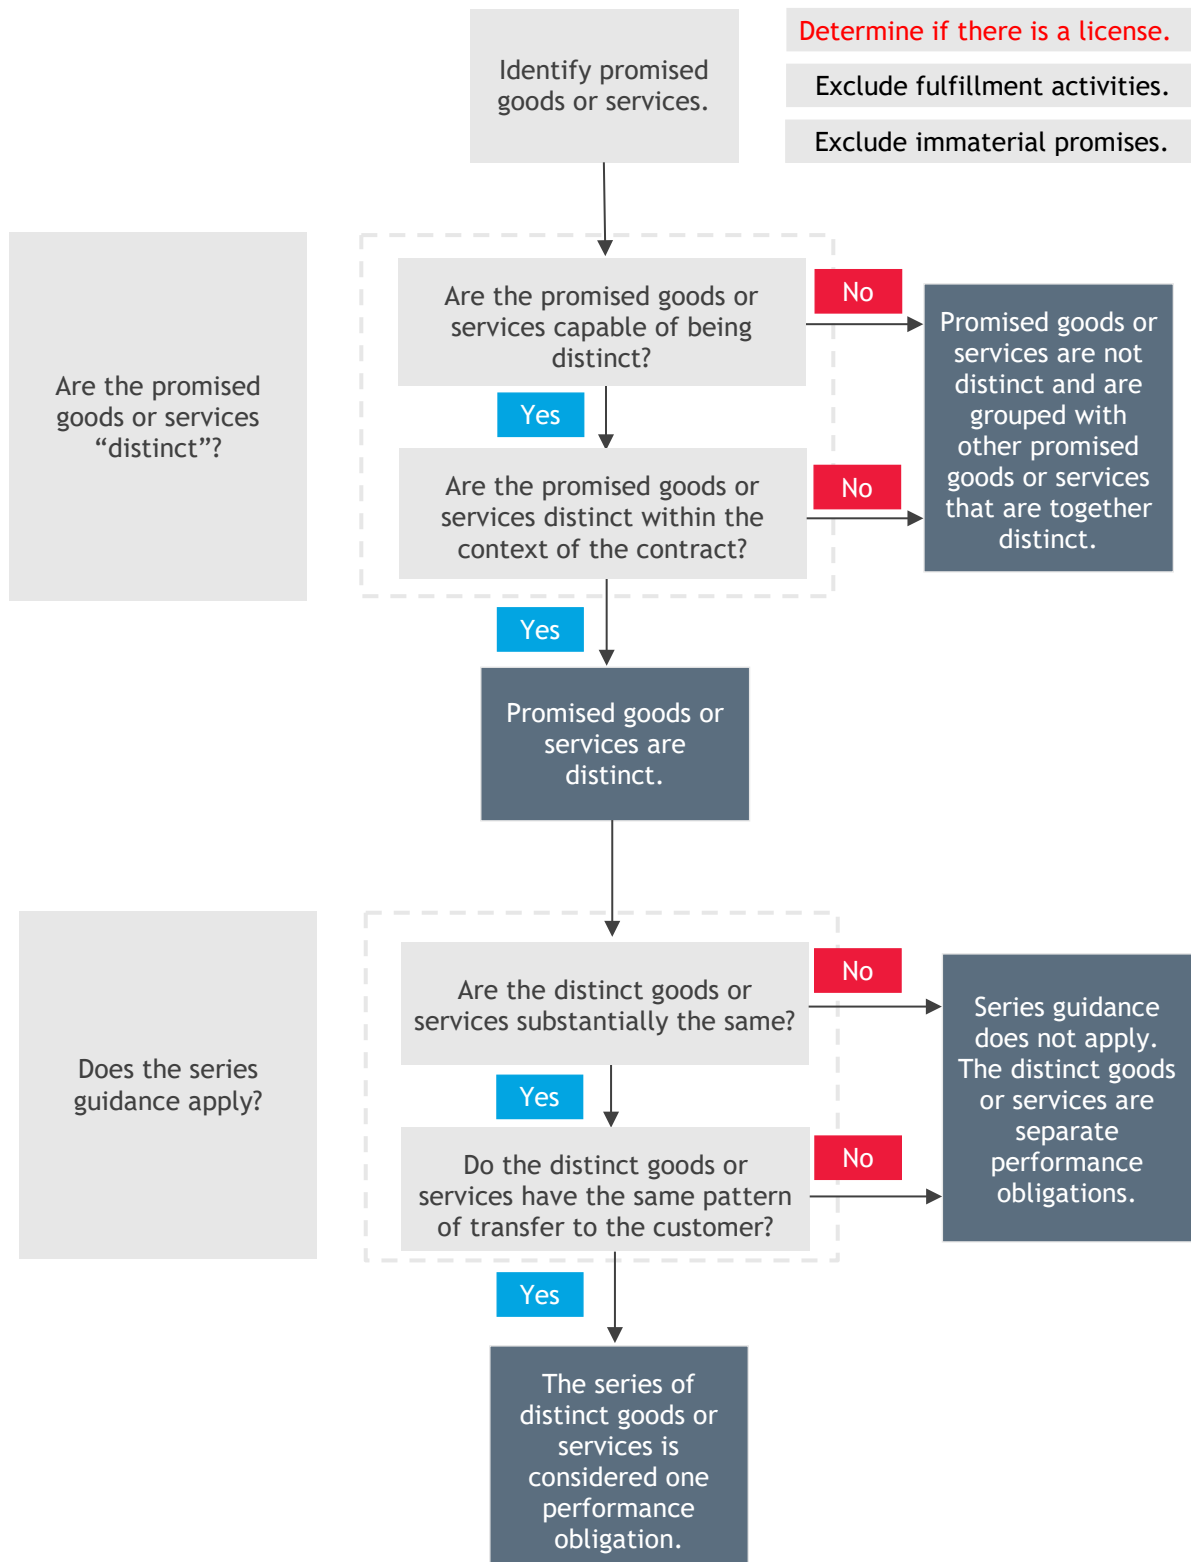 Identify promised
goods or services.
Determine if there is a license.
Exclude fulfillment activities.
Exclude immaterial promises.
Are the promised
goods or services
“distinct”?
Are the promised goods or
services capable of being
distinct?
No
Yes
Are the promised goods or
services distinct within the
context of the contract?
No
Promised goods or
services are not
distinct and are
grouped with
other promised
goods or services
that are together
distinct.
Yes
Promised goods or
services are
distinct.
Does the series
guidance apply?
Are the distinct goods or
services substantially the same?
No
Yes
Do the distinct goods or
services have the same pattern
of transfer to the customer?
No
Series guidance
does not apply.
The distinct goods
or services are
separate
performance
obligations.
Yes
The series of
distinct goods or
services is
considered one
performance
obligation.